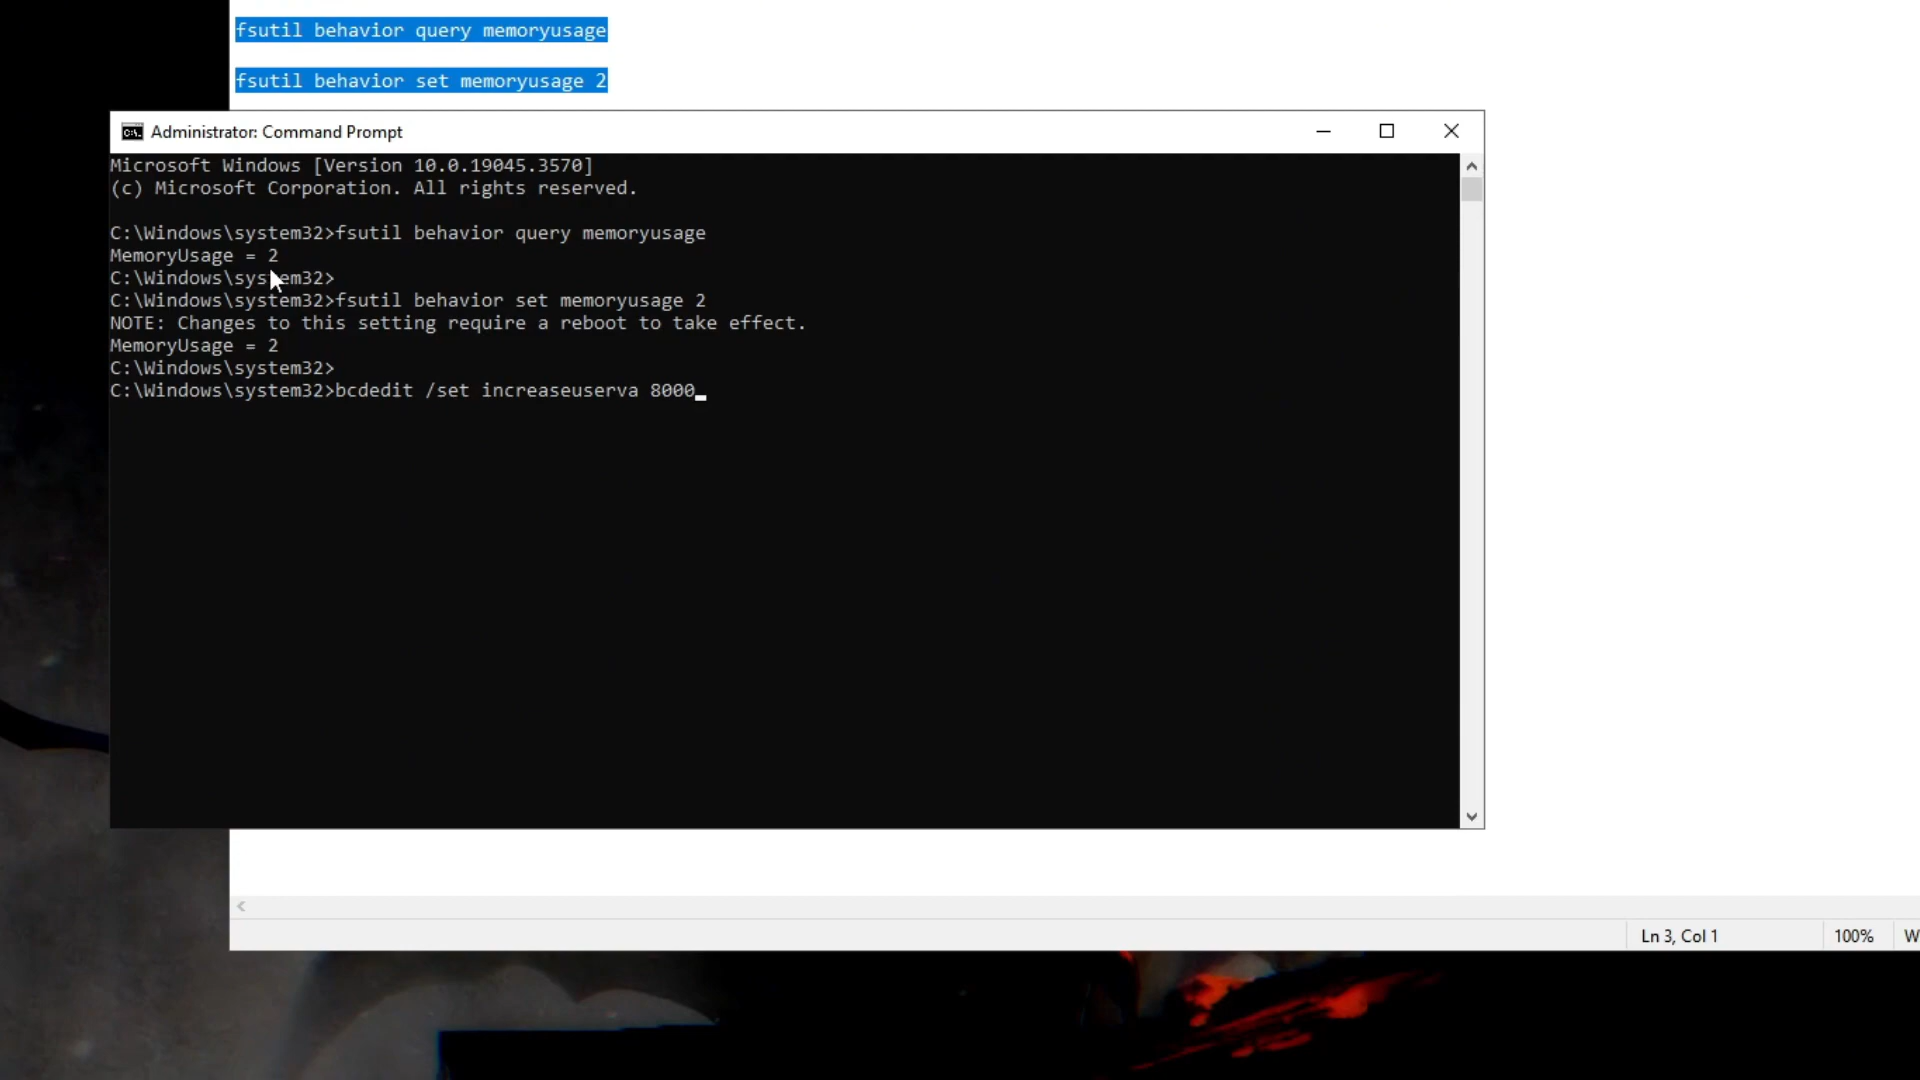 fsutil behavior query memoryusage
fsutil behavior set memoryusage 2
Administrator: Command Prompt
Microsoft Windows [Version 10.0.19045.3570]
(c) Microsoft Corporation. All rights reserved.
C:\Windows\system32>fsutil behavior query memoryusage
MemoryUsage = 2
C:\Windows\system32>
C:\Windows\system32>fsutil behavior set memoryusage 2
NOTE: Changes to this setting require a reboot to take effect.
MemoryUsage = 2
C:\Windows\system32>
C:\Windows\system32>bcdedit /set increaseuserva 8000
Ln 3, Col 1
100%
W